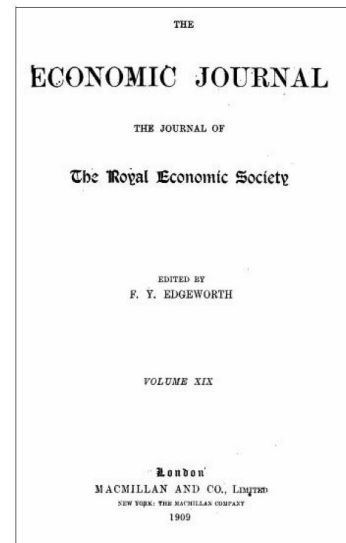 THE
ECONOMIC JOURNAL
THE JOURNAL OF
The Royal Economic Society
EDITED BY
F. Y. EDGEWORTH
VOLUME XIX
London
MACMILLAN AND CO., LIMITED
NEW YORK: THE MACMILLAN COMPANY
1909